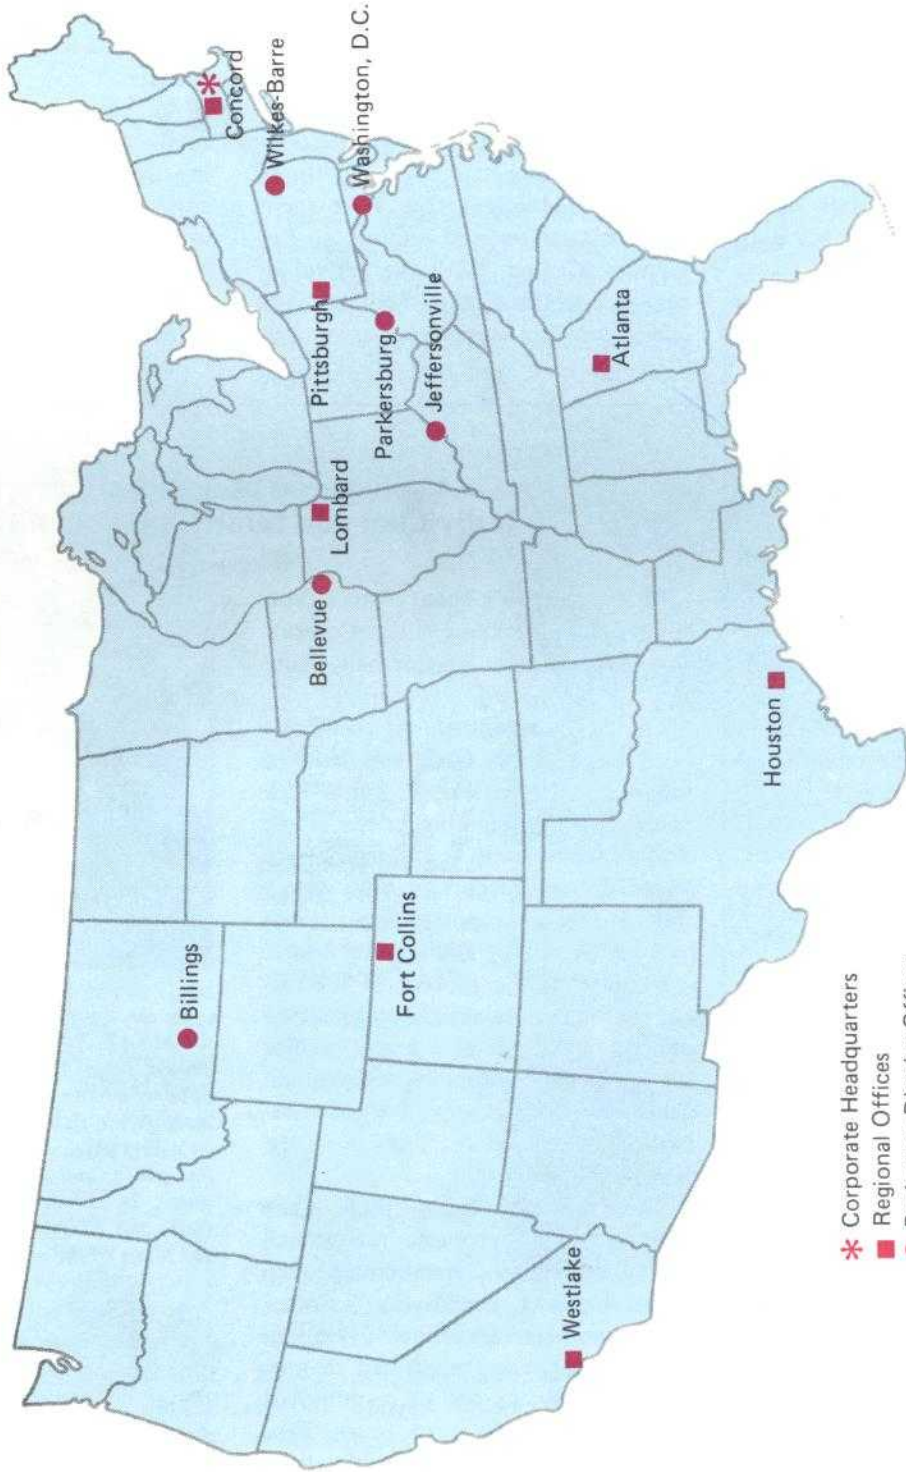 Concord
Wilkes-Barre
Washington, D.C.
Pittsburgh
Parkersburg
Jeffersonville
Atlanta
Lombard
Bellevue
Houston
Billings
Fort Collins
Westlake
Corporate Headquarters
Regional Offices